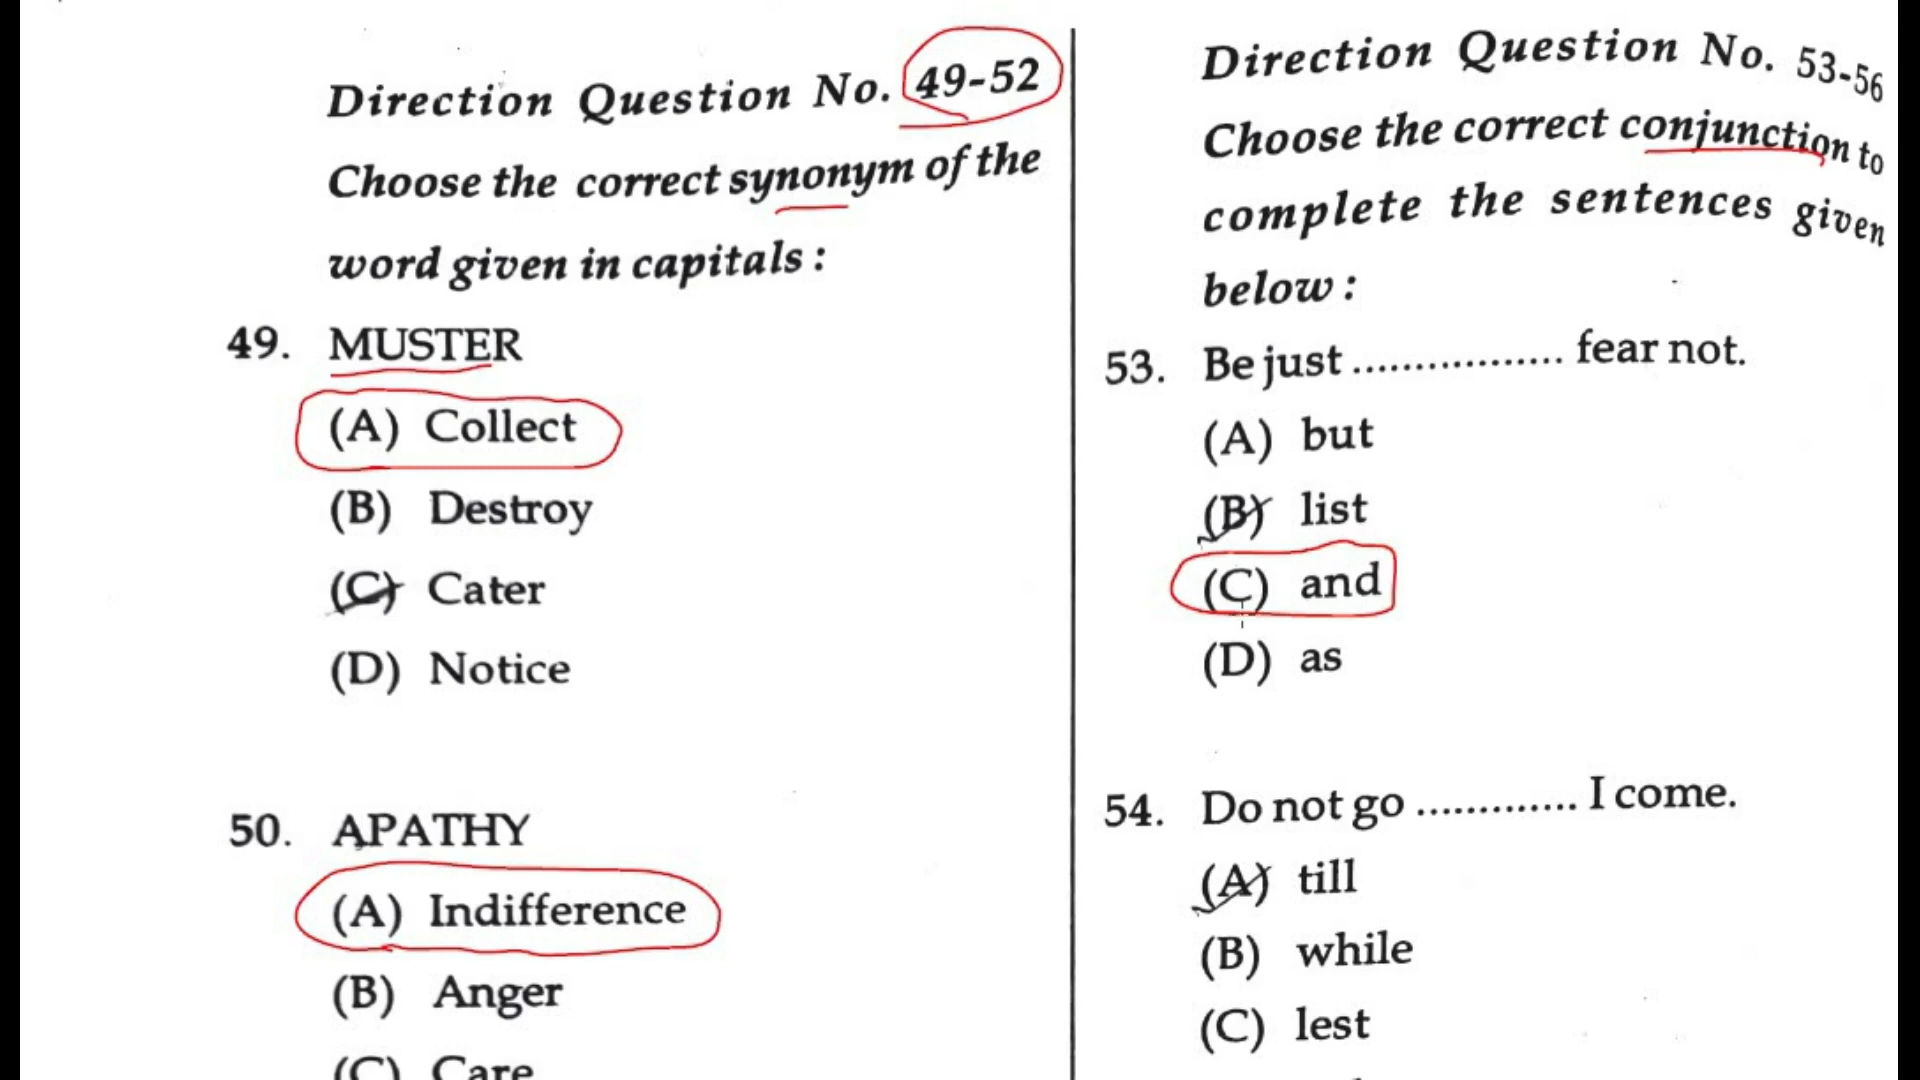 Direction Question No. 49-52
Choose the correct synonym of the
word given in capitals :
49. MUSTER
(A) Collect
(B) Destroy
(C) Cater
(D) Notice
50. APATHY
(A) Indifference
(B) Anger
(C) Care
Direction Question No. 53-56
Choose the correct conjunction to
complete the sentences given
below :
53. Be just ................. fear not.
(A) but
(B) list
(C) and
(D) as
54. Do not go ............. I come.
(A) till
(B) while
(C) lest